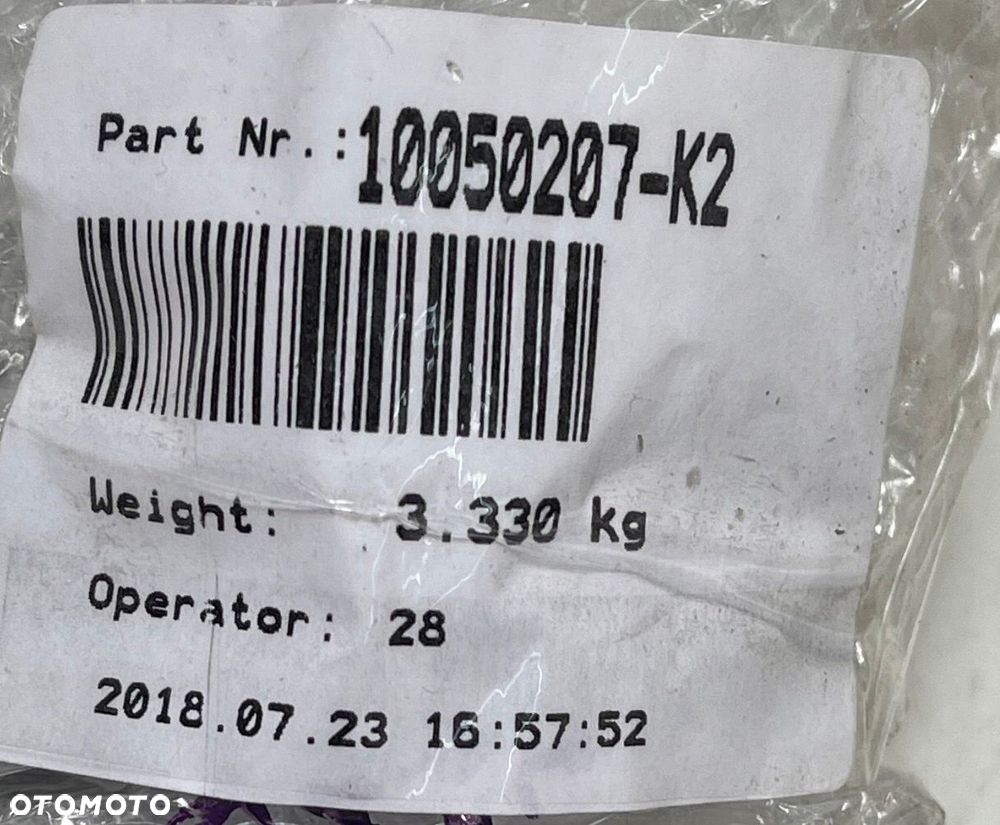 Part Nr.:10050207-K2
Weight: 3.330 kg
Operator: 28
2018.07.23 16:57:52
OTOMOTO